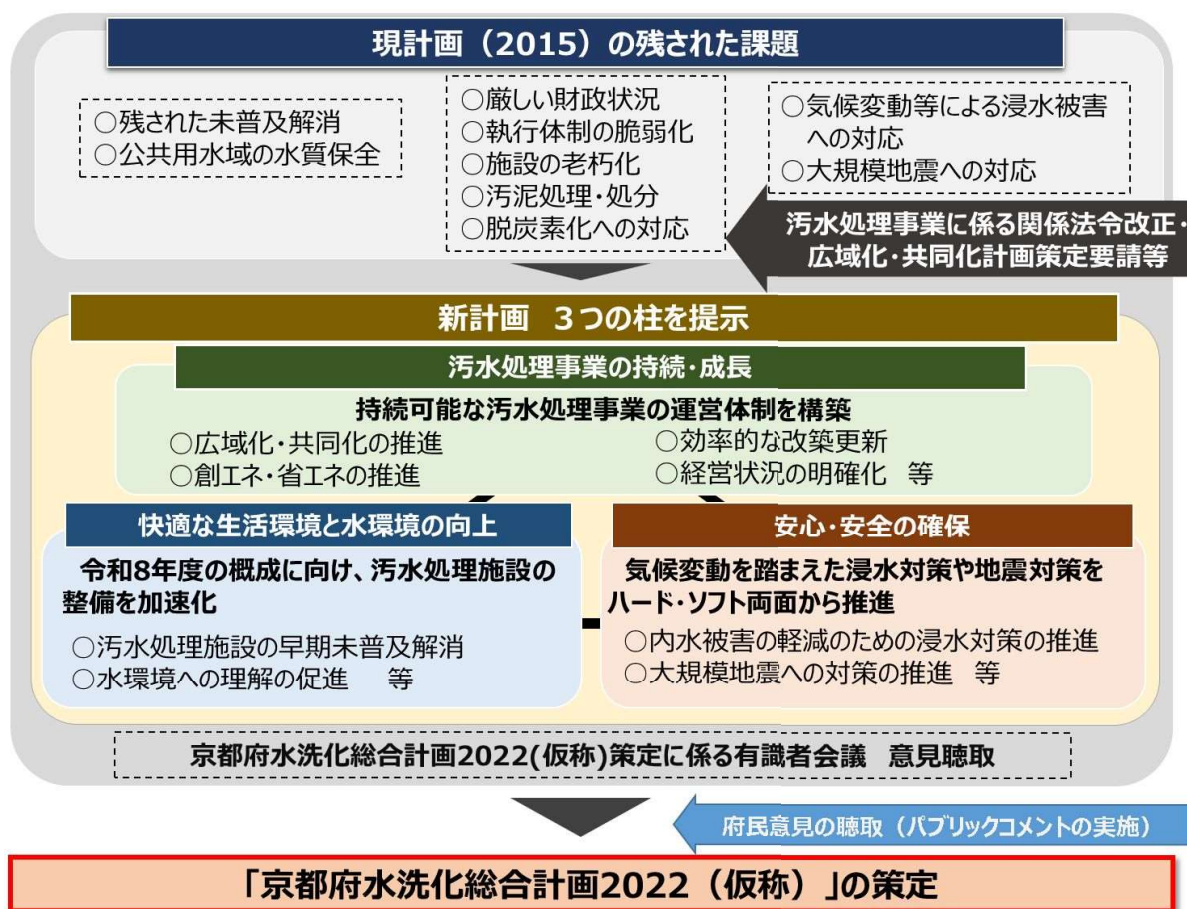 現計画（2015）の残された課題
○残された未普及解消
○公共用水域の水質保全
○厳しい財政状況
○執行体制の脆弱化
○施設の老朽化
○汚泥処理・処分
○脱炭素化への対応
○気候変動等による浸水被害
への対応
○大規模地震への対応
汚水処理事業に係る関係法令改正・
広域化・共同化計画策定要請等
新計画 ３つの柱を提示
汚水処理事業の持続・成長
持続可能な汚水処理事業の運営体制を構築
○広域化・共同化の推進
○創エネ・省エネの推進
○効率的な改築更新
○経営状況の明確化 等
快適な生活環境と水環境の向上
令和8年度の概成に向け、汚水処理施設の
整備を加速化
○汚水処理施設の早期未普及解消
○水環境への理解の促進 等
安心・安全の確保
気候変動を踏まえた浸水対策や地震対策を
ハード・ソフト両面から推進
○内水被害の軽減のための浸水対策の推進
○大規模地震への対策の推進 等
京都府水洗化総合計画2022(仮称)策定に係る有識者会議 意見聴取
府民意見の聴取（パブリックコメントの実施）
「京都府水洗化総合計画2022（仮称）」の策定